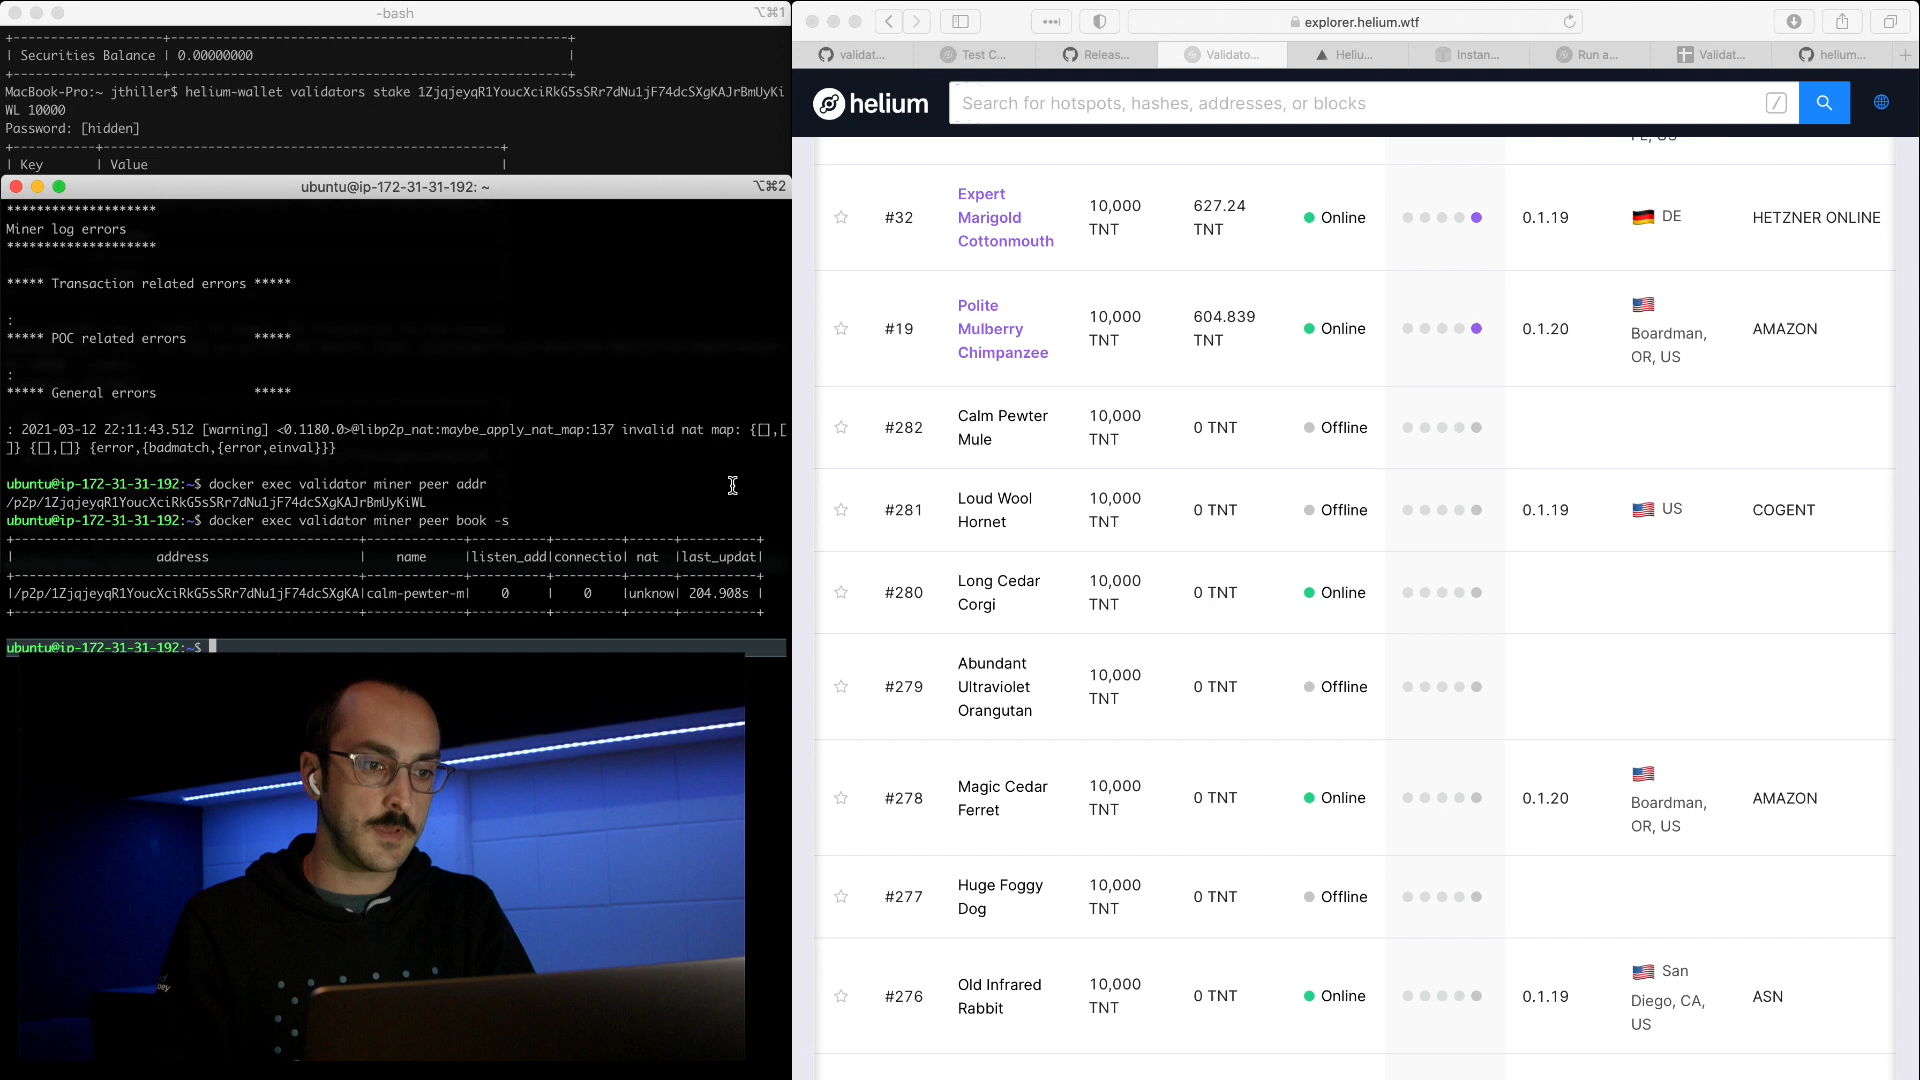 -bash
⌥⌘1
| Securities Balance | 0.00000000 |
MacBook-Pro:~ jthiller$ helium-wallet validators stake 1ZjqjeyqR1YoucXciRkG5sSRr7dNu1jF74dcSXgKAJrBmUyKi
WL 10000
Password: [hidden]
| Key | Value |
ubuntu@ip-172-31-31-192: ~
⌥⌘2
********************
Miner log errors
********************
***** Transaction related errors *****
:
***** POC related errors *****
:
***** General errors *****
: 2021-03-12 22:11:43.512 [warning] <0.1180.0>@libp2p_nat:maybe_apply_nat_map:137 invalid nat map: {[],[
]} {[],[]} {error,{badmatch,{error,einval}}}
ubuntu@ip-172-31-31-192:~$ docker exec validator miner peer addr
/p2p/1ZjqjeyqR1YoucXciRkG5sSRr7dNu1jF74dcSXgKAJrBmUyKiWL
ubuntu@ip-172-31-31-192:~$ docker exec validator miner peer book -s
| address | name |listen_add|connectio| nat |last_updat|
|/p2p/1ZjqjeyqR1YoucXciRkG5sSRr7dNu1jF74dcSXgKA|calm-pewter-m| 0 | 0 |unknow| 204.908s |
ubuntu@ip-172-31-31-192:~$
explorer.helium.wtf
validat...
Test C...
Releas...
Validato...
Heliu...
Instan...
Run a...
Validat...
helium...
helium
Search for hotspots, hashes, addresses, or blocks
/
#32 Expert Marigold Cottonmouth 10,000 TNT 627.24 TNT Online 0.1.19 DE HETZNER ONLINE
#19 Polite Mulberry Chimpanzee 10,000 TNT 604.839 TNT Online 0.1.20 Boardman, OR, US AMAZON
#282 Calm Pewter Mule 10,000 TNT 0 TNT Offline
#281 Loud Wool Hornet 10,000 TNT 0 TNT Offline 0.1.19 US COGENT
#280 Long Cedar Corgi 10,000 TNT 0 TNT Online
#279 Abundant Ultraviolet Orangutan 10,000 TNT 0 TNT Offline
#278 Magic Cedar Ferret 10,000 TNT 0 TNT Online 0.1.20 Boardman, OR, US AMAZON
#277 Huge Foggy Dog 10,000 TNT 0 TNT Offline
#276 Old Infrared Rabbit 10,000 TNT 0 TNT Online 0.1.19 San Diego, CA, US ASN